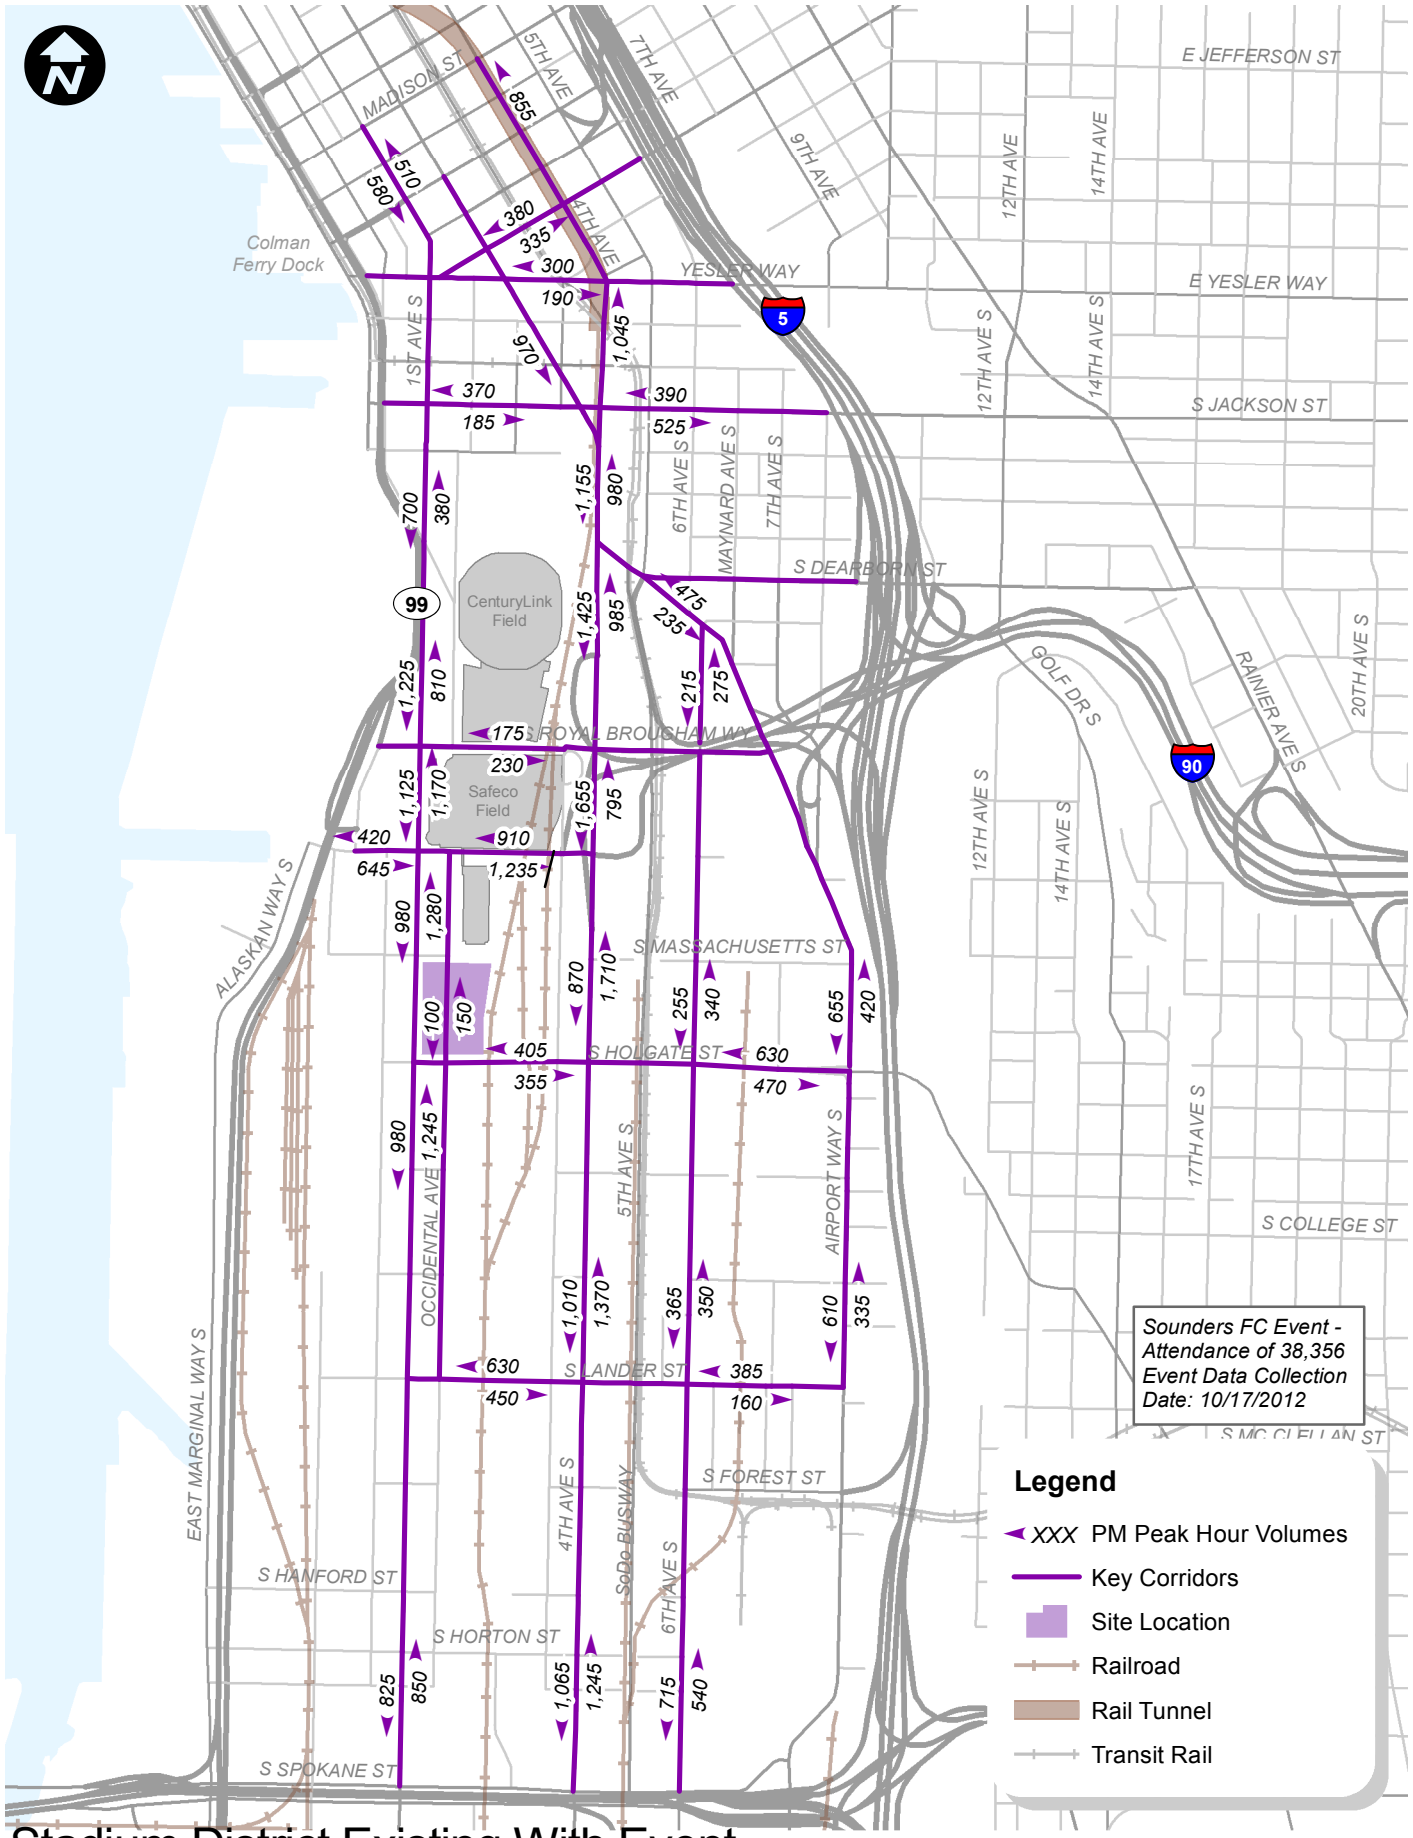 N
MADISON ST
5TH AVE
7TH AVE
E JEFFERSON ST
855
9TH AVE
12TH AVE
14TH AVE
510
580
380
335
4TH AVE
Colman
Ferry Dock
300
190
YESLER WAY
E YESLER WAY
5
1ST AVE S
970
1,045
12TH AVE S
14TH AVE S
370
185
390
525
S JACKSON ST
6TH AVE S
MAYNARD AVE S
7TH AVE S
700
380
1,155
980
S DEARBORN ST
99
CenturyLink
Field
1,425
985
475
235
GOLF DR S
RAINIER AVE S
20TH AVE S
1,225
810
215
275
175
S ROYAL BROUGHAM WY
230
90
1,125
1,170
Safeco
Field
1,655
795
12TH AVE S
14TH AVE S
420
645
910
1,235
ALASKAN WAY S
980
1,280
S MASSACHUSETTS ST
870
1,710
255
340
655
420
100
150
405
355
S HOLGATE ST
630
470
980
1,245
OCCIDENTAL AVE
5TH AVE S
AIRPORT WAY S
17TH AVE S
S COLLEGE ST
1,010
1,370
365
350
610
335
EAST MARGINAL WAY S
630
450
S LANDER ST
385
160
Sounders FC Event -
Attendance of 38,356
Event Data Collection
Date: 10/17/2012
S MC CLELLAN ST
4TH AVE S
SoDo BUSWAY
6TH AVE S
S FOREST ST
S HANFORD ST
S HORTON ST
825
850
1,065
1,245
715
540
S SPOKANE ST
Legend
XXX PM Peak Hour Volumes
Key Corridors
Site Location
Railroad
Rail Tunnel
Transit Rail
Stadium District Existing With Event